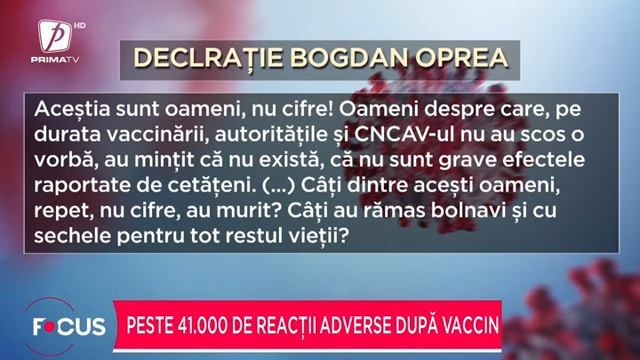 HD
PRIMATV
DECLRAȚIE BOGDAN OPREA
Aceștia sunt oameni, nu cifre! Oameni despre care, pe
durata vaccinării, autoritățile și CNCAV-ul nu au scos o
vorbă, au mințit că nu există, că nu sunt grave efectele
raportate de cetățeni. (...) Câți dintre acești oameni,
repet, nu cifre, au murit? Câți au rămas bolnavi și cu
sechele pentru tot restul vieții?
FOCUS
PESTE 41.000 DE REACȚII ADVERSE DUPĂ VACCIN